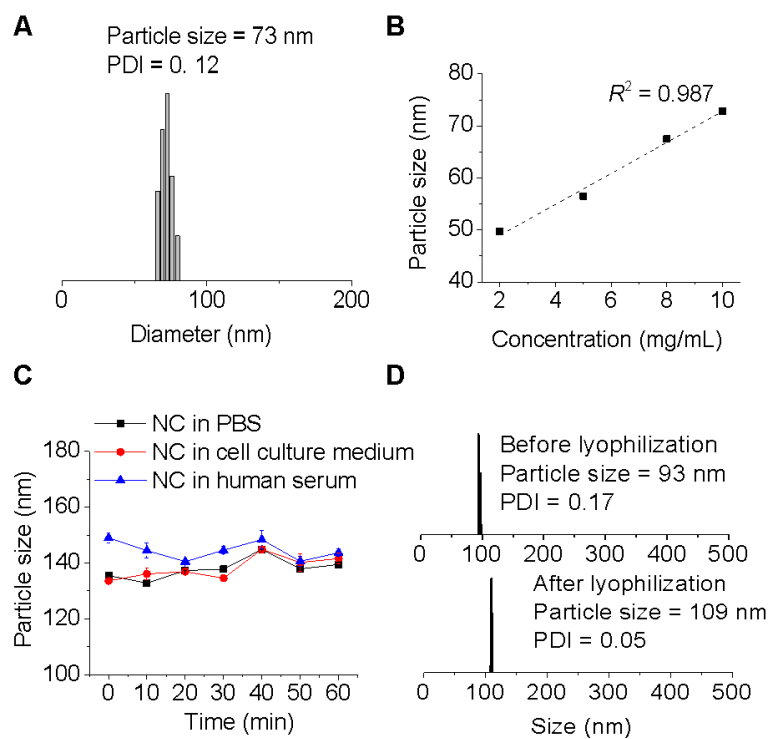 A
Particle size = 73 nm
PDI = 0. 12
0
100
200
Diameter (nm)
B
R² = 0.987
80
70
60
50
40
Particle size (nm)
2
4
6
8
10
Concentration (mg/mL)
C
NC in PBS
NC in cell culture medium
NC in human serum
180
160
140
120
100
Particle size (nm)
0
10
20
30
40
50
60
Time (min)
D
Before lyophilization
Particle size = 93 nm
PDI = 0.17
0
100
200
300
400
500
After lyophilization
Particle size = 109 nm
PDI = 0.05
0
100
200
300
400
500
Size (nm)